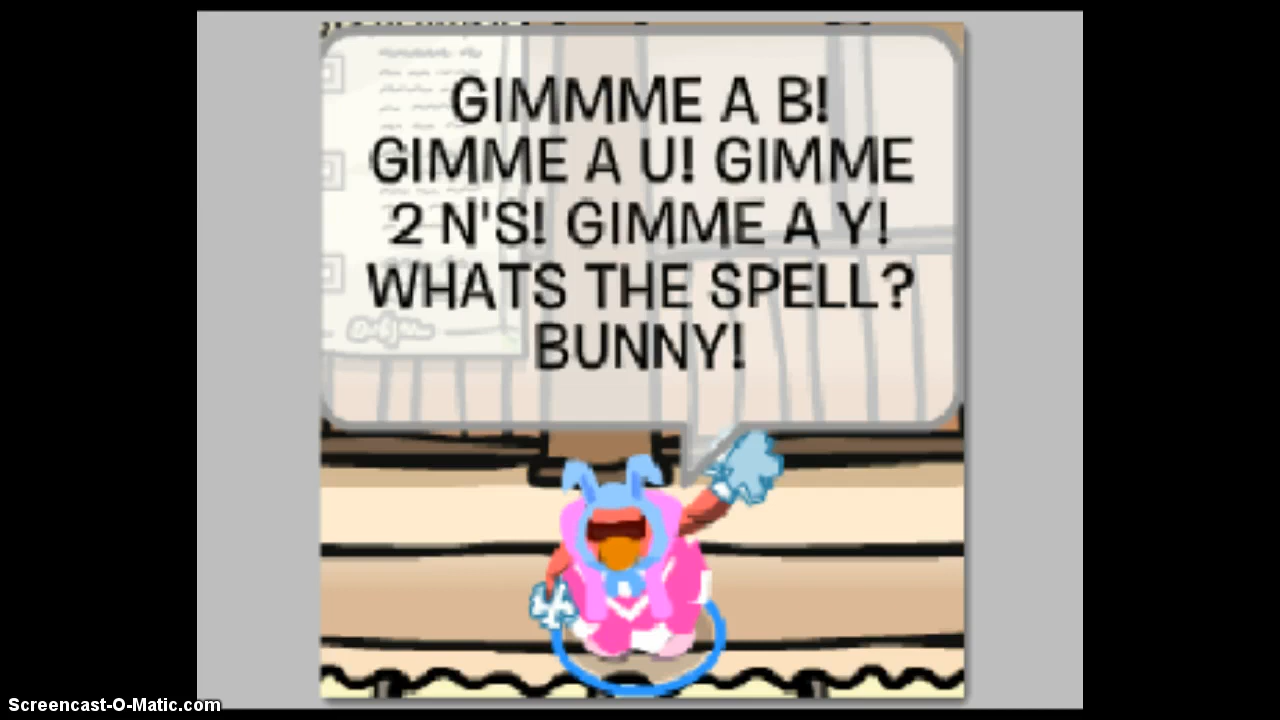 GIMMME A B!
GIMME A U! GIMME
2 N'S! GIMME A Y!
WHATS THE SPELL?
BUNNY!
Screencast-O-Matic.com